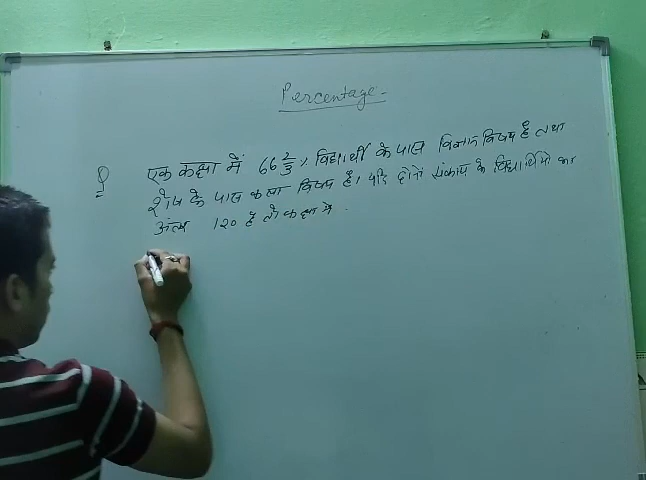 Percentage.
Q एक कक्षा में 66 2/3 % विद्यार्थी के पास विज्ञान विषय है तथा
शेष के पास कला विषय है। यदि दोनों संकाय के विद्यार्थियो का
अंतर 120 है तो कक्षा में